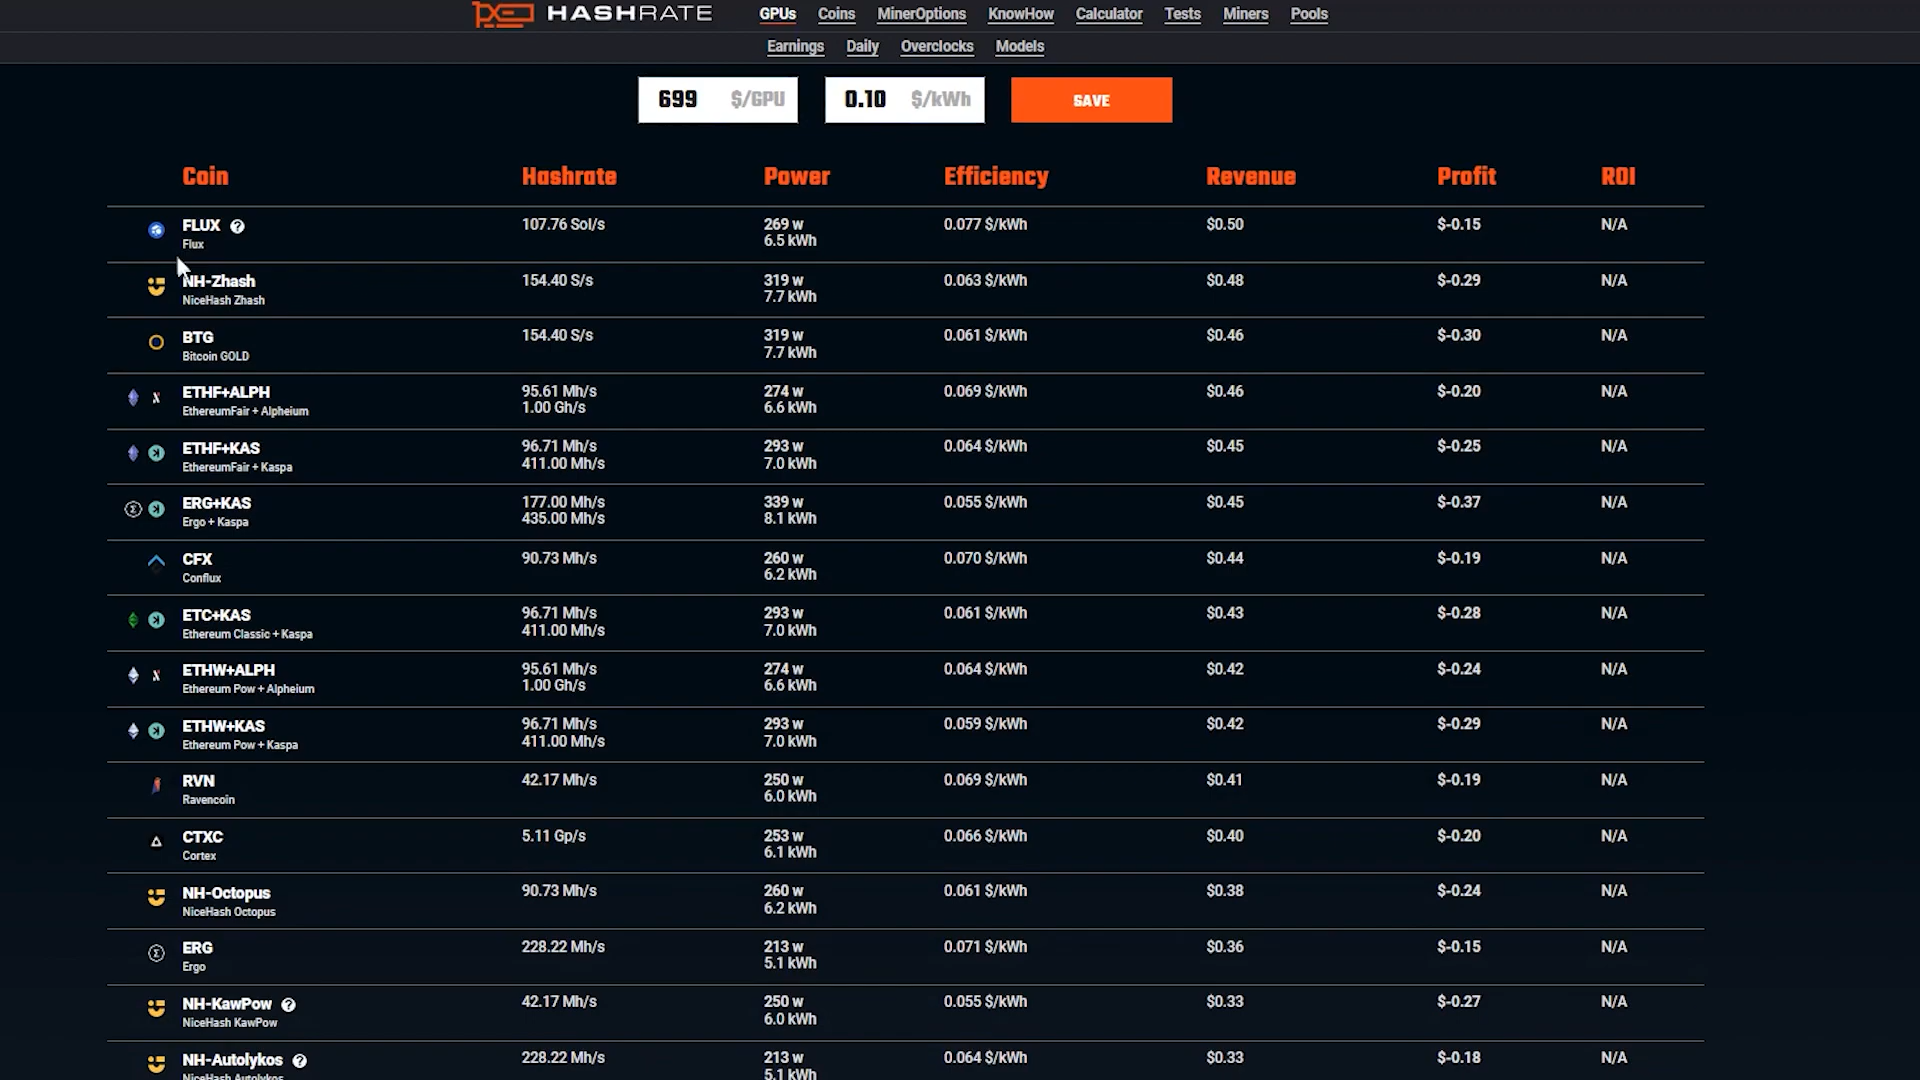 HASHRATE GPUs Coins MinerOptions KnowHow Calculator Tests Miners Pools
Earnings Daily Overclocks Models
699 $/GPU 0.10 $/kWh SAVE
Coin Hashrate Power Efficiency Revenue Profit ROI
FLUX 107.76 Sol/s 269 w 0.077 $/kWh $0.50 $-0.15 N/A
Flux 6.5 kWh
NH-Zhash 154.40 S/s 319 w 0.063 $/kWh $0.48 $-0.29 N/A
NiceHash Zhash 7.7 kWh
BTG 154.40 S/s 319 w 0.061 $/kWh $0.46 $-0.30 N/A
Bitcoin GOLD 7.7 kWh
ETHF+ALPH 95.61 Mh/s 274 w 0.069 $/kWh $0.46 $-0.20 N/A
EthereumFair + Alpheium 1.00 Gh/s 6.6 kWh
ETHF+KAS 96.71 Mh/s 293 w 0.064 $/kWh $0.45 $-0.25 N/A
EthereumFair + Kaspa 411.00 Mh/s 7.0 kWh
ERG+KAS 177.00 Mh/s 339 w 0.055 $/kWh $0.45 $-0.37 N/A
Ergo + Kaspa 435.00 Mh/s 8.1 kWh
CFX 90.73 Mh/s 260 w 0.070 $/kWh $0.44 $-0.19 N/A
Conflux 6.2 kWh
ETC+KAS 96.71 Mh/s 293 w 0.061 $/kWh $0.43 $-0.28 N/A
Ethereum Classic + Kaspa 411.00 Mh/s 7.0 kWh
ETHW+ALPH 95.61 Mh/s 274 w 0.064 $/kWh $0.42 $-0.24 N/A
Ethereum Pow + Alpheium 1.00 Gh/s 6.6 kWh
ETHW+KAS 96.71 Mh/s 293 w 0.059 $/kWh $0.42 $-0.29 N/A
Ethereum Pow + Kaspa 411.00 Mh/s 7.0 kWh
RVN 42.17 Mh/s 250 w 0.069 $/kWh $0.41 $-0.19 N/A
Ravencoin 6.0 kWh
CTXC 5.11 Gp/s 253 w 0.066 $/kWh $0.40 $-0.20 N/A
Cortex 6.1 kWh
NH-Octopus 90.73 Mh/s 260 w 0.061 $/kWh $0.38 $-0.24 N/A
NiceHash Octopus 6.2 kWh
ERG 228.22 Mh/s 213 w 0.071 $/kWh $0.36 $-0.15 N/A
Ergo 5.1 kWh
NH-KawPow 42.17 Mh/s 250 w 0.055 $/kWh $0.33 $-0.27 N/A
NiceHash KawPow 6.0 kWh
NH-Autolykos 228.22 Mh/s 213 w 0.064 $/kWh $0.33 $-0.18 N/A
NiceHash Autolykos 5.1 kWh